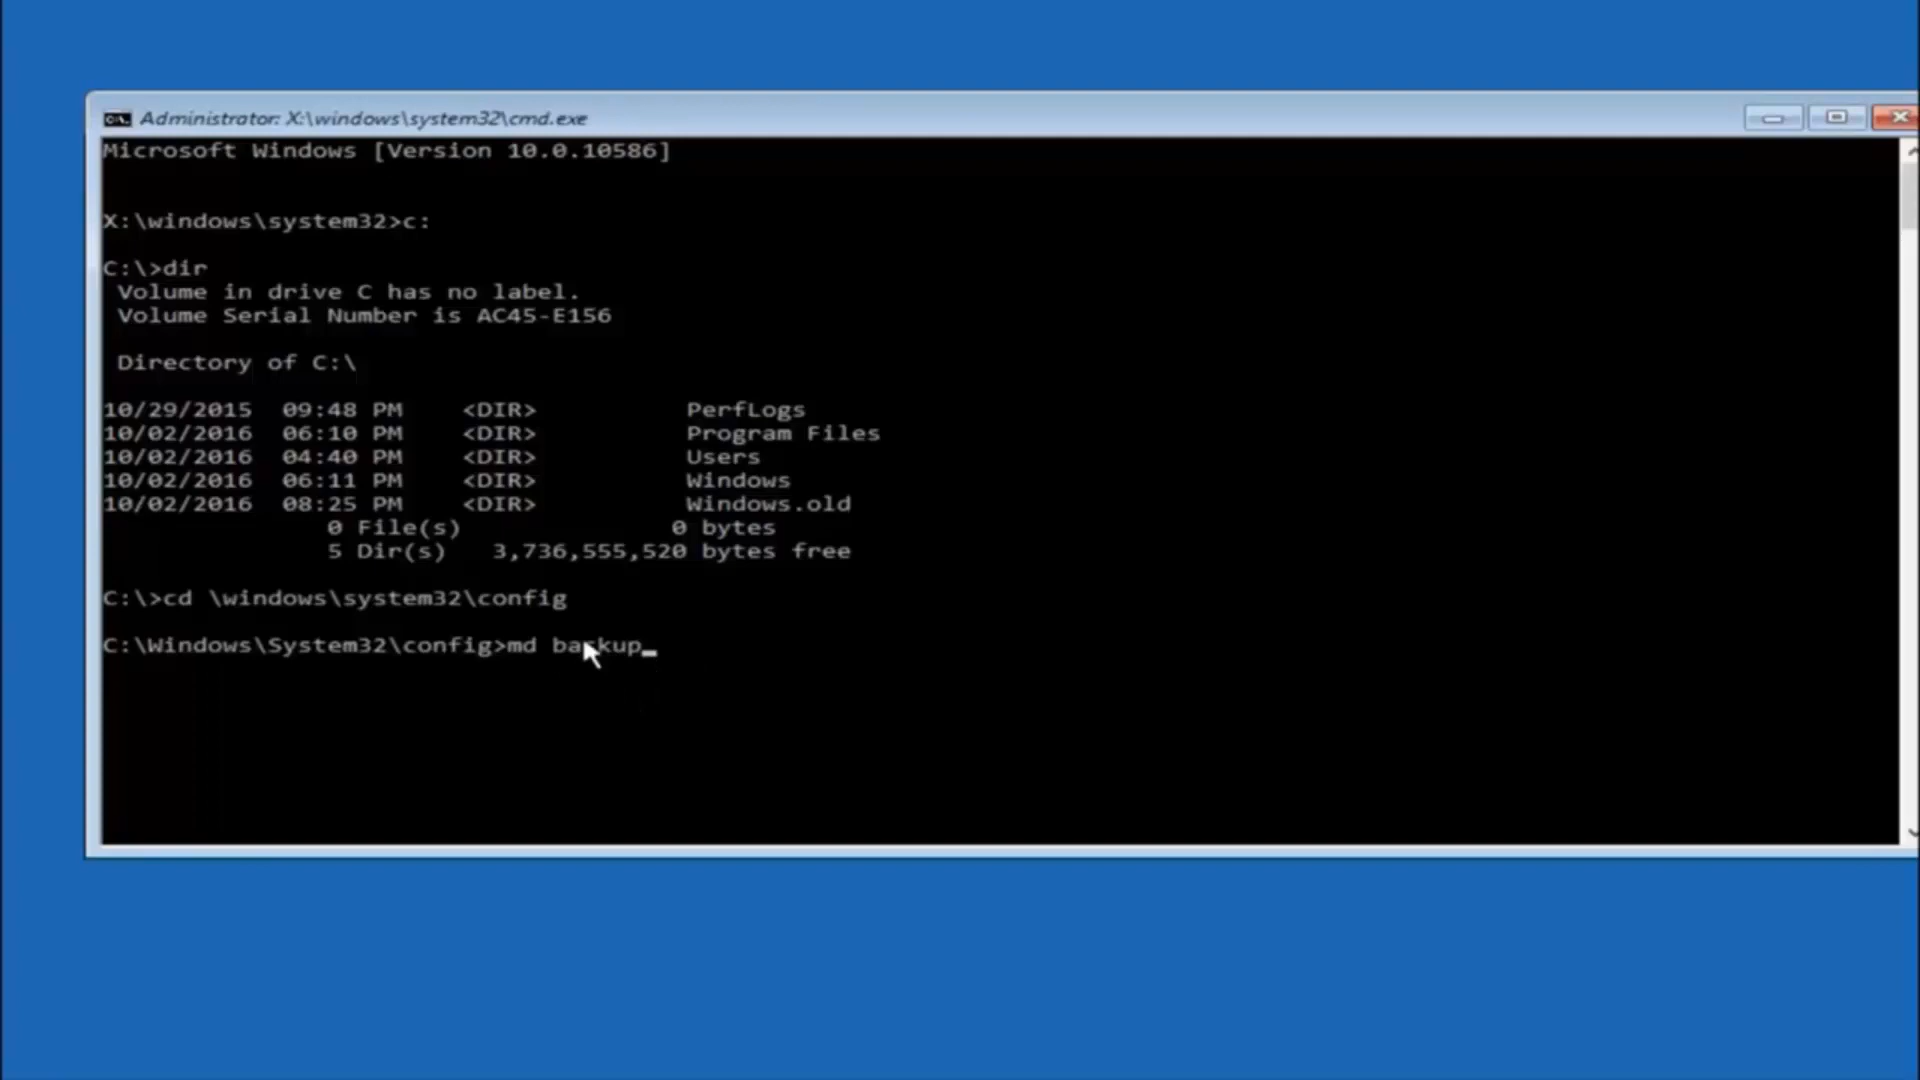 Administrator: X:\windows\system32\cmd.exe
Microsoft Windows [Version 10.0.10586]
X:\windows\system32>c:
C:\>dir
Volume in drive C has no label.
Volume Serial Number is AC45-E156
Directory of C:\
10/29/2015 09:48 PM <DIR> PerfLogs
10/02/2016 06:10 PM <DIR> Program Files
10/02/2016 04:40 PM <DIR> Users
10/02/2016 06:11 PM <DIR> Windows
10/02/2016 08:25 PM <DIR> Windows.old
0 File(s) 0 bytes
5 Dir(s) 3,736,555,520 bytes free
C:\>cd \windows\system32\config
C:\Windows\System32\config>md backup_